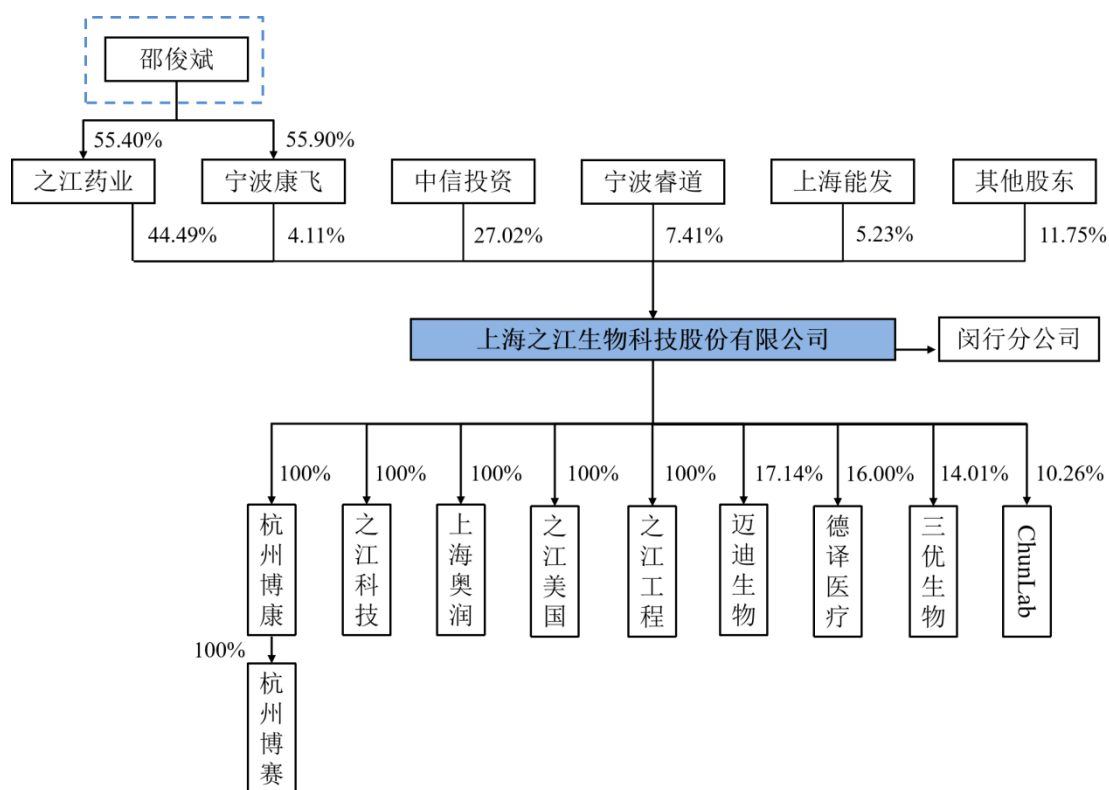 邵俊斌
55.40%
55.90%
之江药业
宁波康飞
中信投资
宁波睿道
上海能发
其他股东
44.49%
4.11%
27.02%
7.41%
5.23%
11.75%
上海之江生物科技股份有限公司
闵行分公司
100%
100%
100%
100%
100%
17.14%
16.00%
14.01%
10.26%
杭州博康
之江科技
上海奥润
之江美国
之江工程
迈迪生物
德译医疗
三优生物
ChunLab
100%
杭州博赛